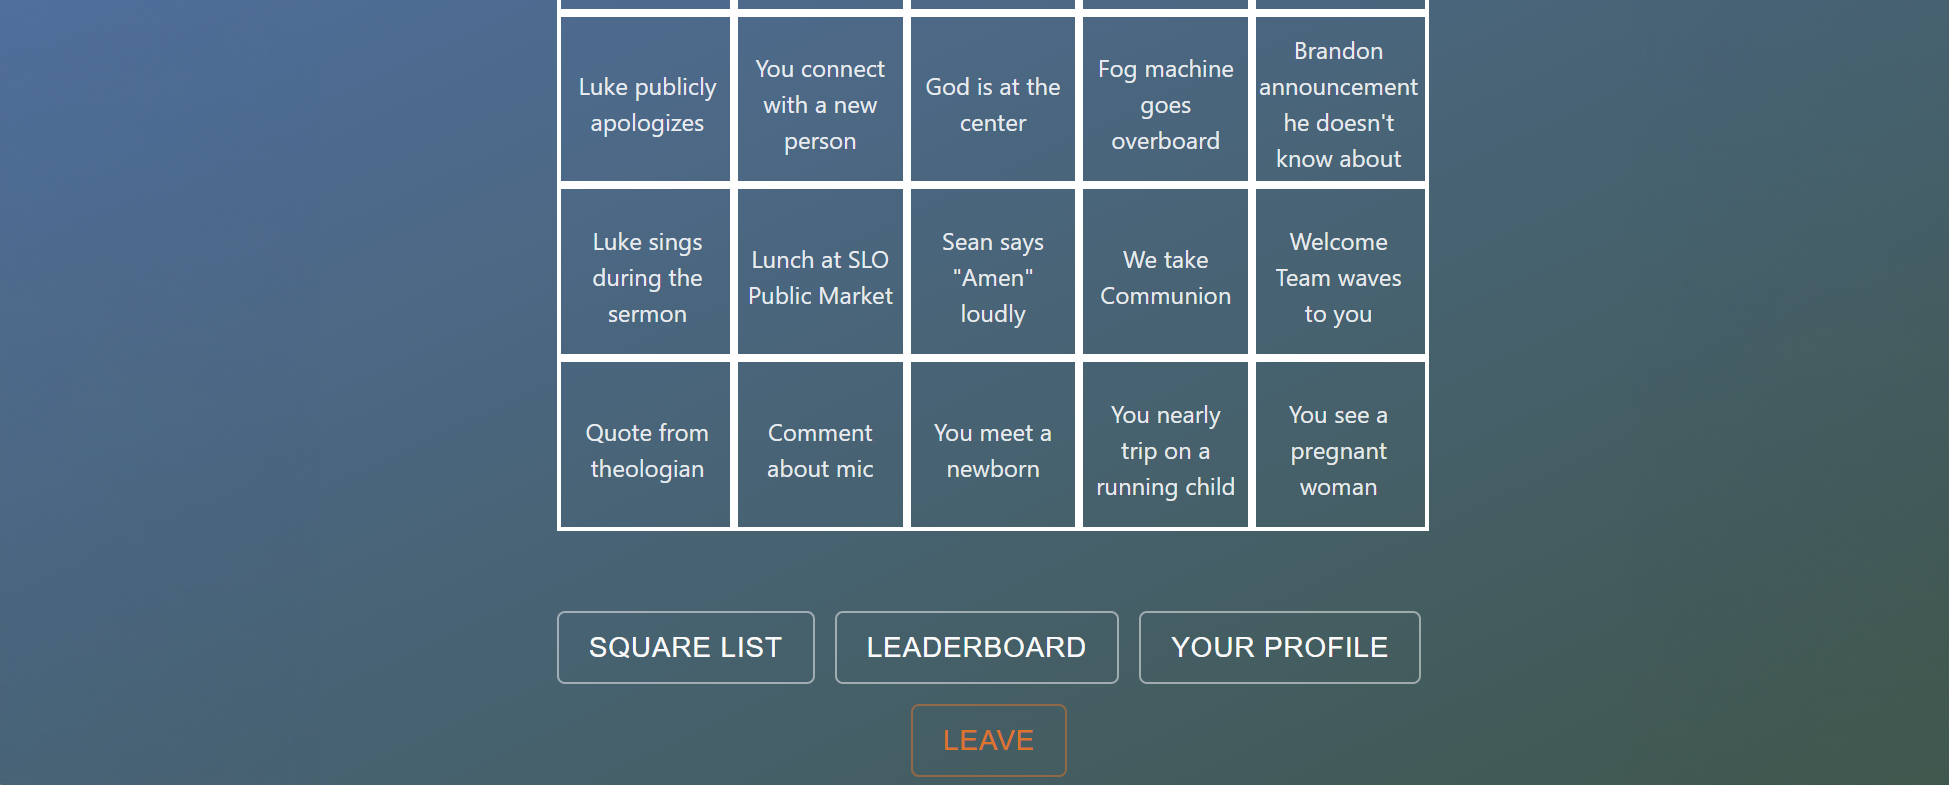 Luke publicly
apologizes
You connect
with a new
person
God is at the
center
Fog machine
goes
overboard
Brandon
announcement
he doesn't
know about
Luke sings
during the
sermon
Lunch at SLO
Public Market
Sean says
"Amen"
loudly
We take
Communion
Welcome
Team waves
to you
Quote from
theologian
Comment
about mic
You meet a
newborn
You nearly
trip on a
running child
You see a
pregnant
woman
SQUARE LIST
LEADERBOARD
YOUR PROFILE
LEAVE